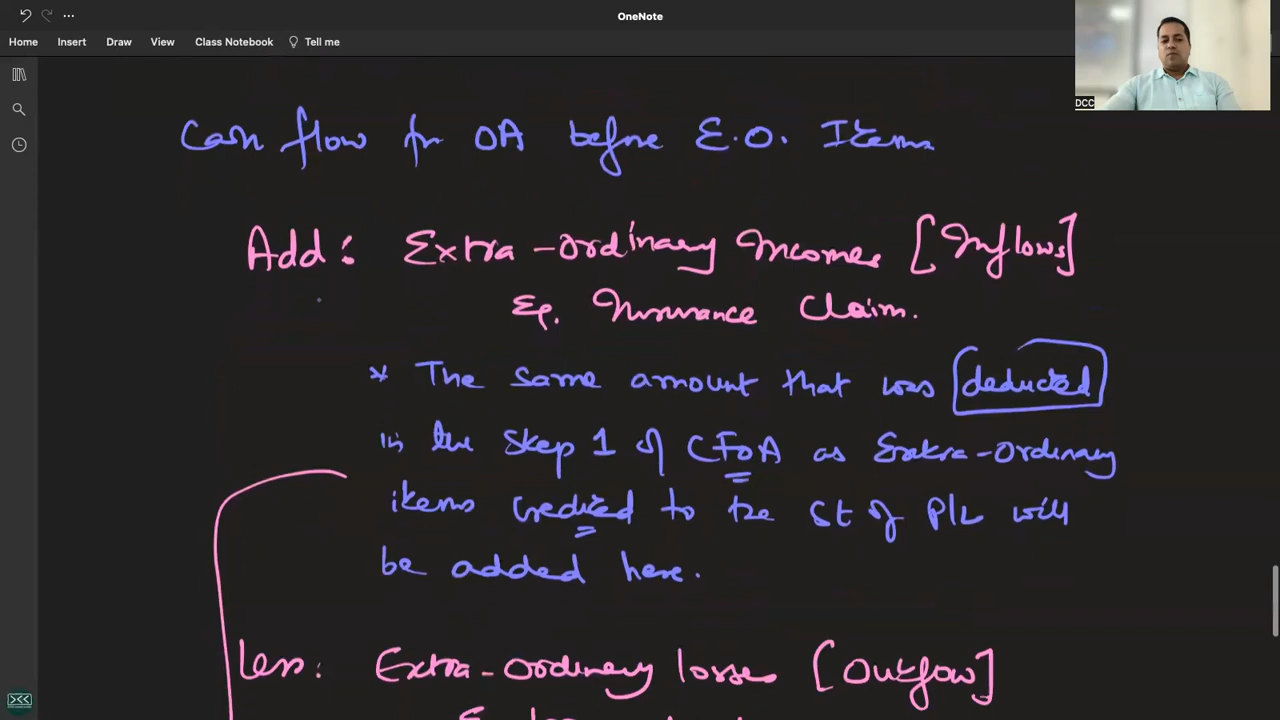 OneNote
Home Insert Draw View Class Notebook Tell me
DCC
Cash flow fr OA before E.O. Items
Add: Extra-ordinary Incomes [Inflows]
Eg. Insurance Claim.
* The same amount that was deducted
in the Step 1 of CFOA as Extra-ordinary
items credited to the St of P/L will
be added here.
Less: Extra-ordinary losses [Outflow]
DCC